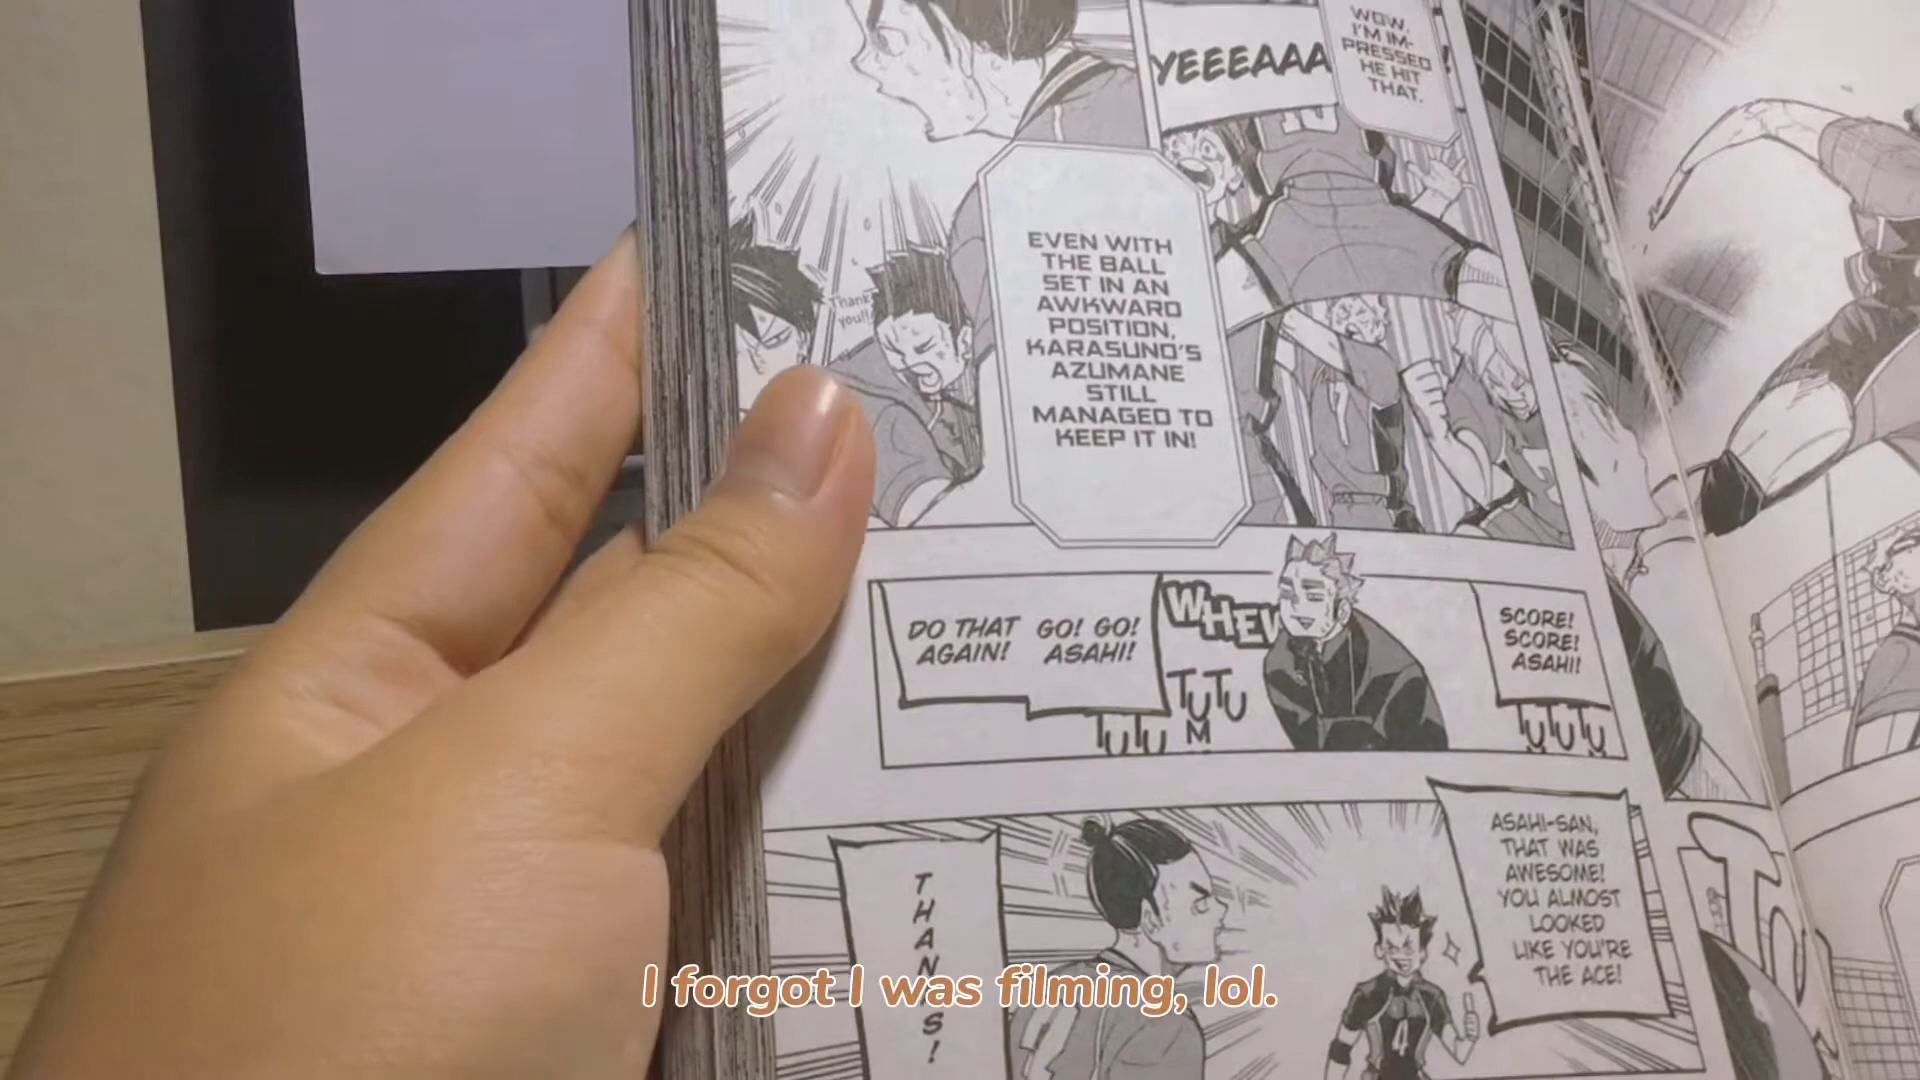 WOW.
I'M IM-
PRESSED
HE HIT
THAT.
YEEEAAA
Thank
you!!
EVEN WITH
THE BALL
SET IN AN
AWKWARD
POSITION,
KARASUNO'S
AZUMANE
STILL
MANAGED TO
KEEP IT IN!
SCORE!
SCORE!
ASAHI!
TUTUTU
WHEW
TUTU
M
TUTU
GO! GO!
ASAHI!
DO THAT
AGAIN!
ASAHI-SAN,
THAT WAS
AWESOME!
YOU ALMOST
LOOKED
LIKE YOU'RE
THE ACE!
4
THANKS!
I forgot I was filming, lol.